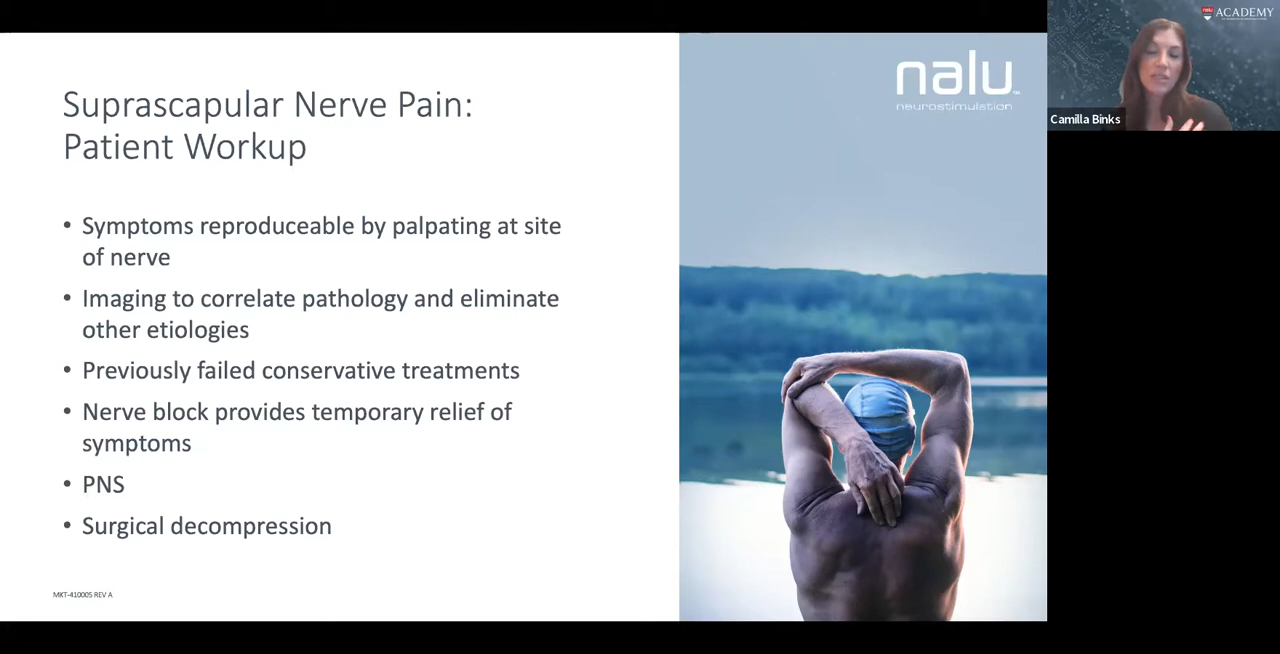 Suprascapular Nerve Pain:
Patient Workup
• Symptoms reproduceable by palpating at site
of nerve
• Imaging to correlate pathology and eliminate
other etiologies
• Previously failed conservative treatments
• Nerve block provides temporary relief of
symptoms
• PNS
• Surgical decompression
MKT-410005 REV A
nalu™
neurostimulation
nalu ACADEMY
Camilla Binks